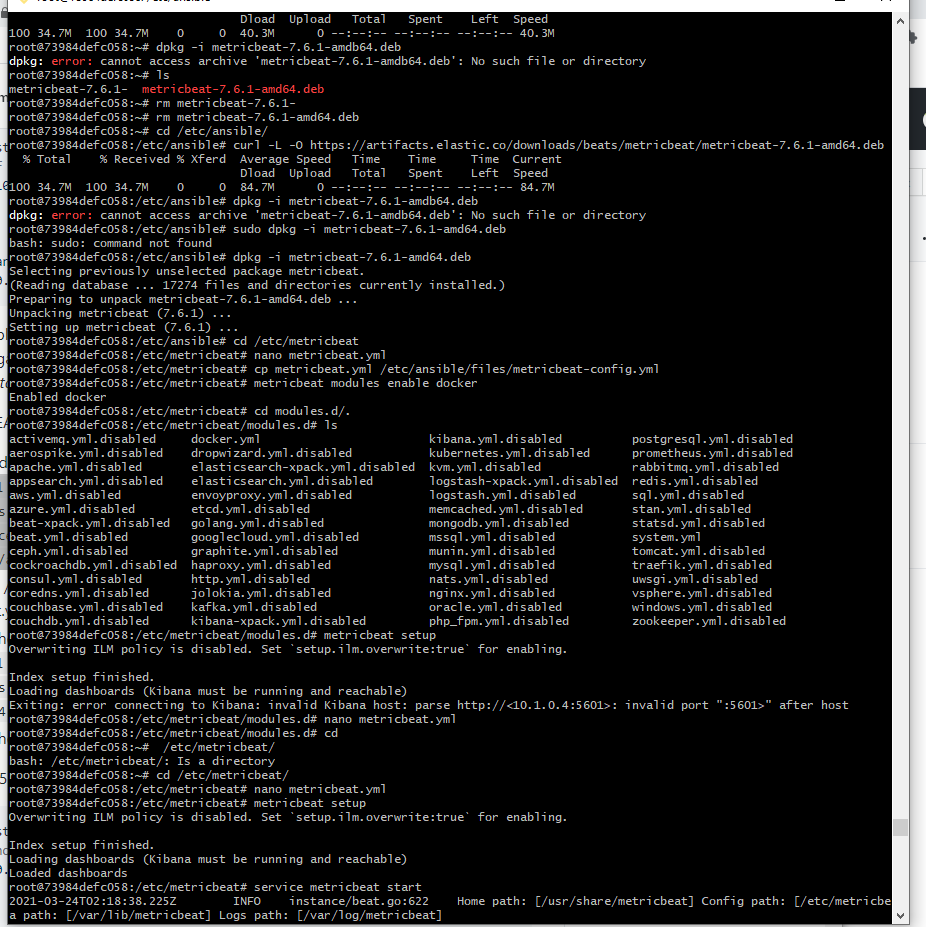 Dload  Upload   Total   Spent    Left  Speed
100 34.7M  100 34.7M    0     0  40.3M      0 --:--:-- --:--:-- --:--:-- 40.3M
root@73984defc058:~# dpkg -i metricbeat-7.6.1-amdb64.deb
dpkg: error: cannot access archive 'metricbeat-7.6.1-amdb64.deb': No such file or directory
root@73984defc058:~# ls
metricbeat-7.6.1-  metricbeat-7.6.1-amd64.deb
root@73984defc058:~# rm metricbeat-7.6.1-
root@73984defc058:~# rm metricbeat-7.6.1-amd64.deb
root@73984defc058:~# cd /etc/ansible/
root@73984defc058:/etc/ansible# curl -L -O https://artifacts.elastic.co/downloads/beats/metricbeat/metricbeat-7.6.1-amd64.deb
  % Total    % Received % Xferd  Average Speed   Time    Time     Time  Current
                                 Dload  Upload   Total   Spent    Left  Speed
100 34.7M  100 34.7M    0     0  84.7M      0 --:--:-- --:--:-- --:--:-- 84.7M
root@73984defc058:/etc/ansible# dpkg -i metricbeat-7.6.1-amd64.deb
dpkg: error: cannot access archive 'metricbeat-7.6.1-amd64.deb': No such file or directory
root@73984defc058:/etc/ansible# sudo dpkg -i metricbeat-7.6.1-amd64.deb
bash: sudo: command not found
root@73984defc058:/etc/ansible# dpkg -i metricbeat-7.6.1-amd64.deb
Selecting previously unselected package metricbeat.
(Reading database ... 17274 files and directories currently installed.)
Preparing to unpack metricbeat-7.6.1-amd64.deb ...
Unpacking metricbeat (7.6.1) ...
Setting up metricbeat (7.6.1) ...
root@73984defc058:/etc/ansible# cd /etc/metricbeat
root@73984defc058:/etc/metricbeat# nano metricbeat.yml
root@73984defc058:/etc/metricbeat# cp metricbeat.yml /etc/ansible/files/metricbeat-config.yml
root@73984defc058:/etc/metricbeat# metricbeat modules enable docker
Enabled docker
root@73984defc058:/etc/metricbeat# cd modules.d/.
root@73984defc058:/etc/metricbeat/modules.d# ls
activemq.yml.disabled     docker.yml                        kibana.yml.disabled          postgresql.yml.disabled
aerospike.yml.disabled    dropwizard.yml.disabled           kubernetes.yml.disabled      prometheus.yml.disabled
apache.yml.disabled       elasticsearch-xpack.yml.disabled  kvm.yml.disabled             rabbitmq.yml.disabled
appsearch.yml.disabled    elasticsearch.yml.disabled        logstash-xpack.yml.disabled  redis.yml.disabled
aws.yml.disabled          envoyproxy.yml.disabled           logstash.yml.disabled        sql.yml.disabled
azure.yml.disabled        etcd.yml.disabled                 memcached.yml.disabled       stan.yml.disabled
beat-xpack.yml.disabled   golang.yml.disabled               mongodb.yml.disabled         statsd.yml.disabled
beat.yml.disabled         googlecloud.yml.disabled          mssql.yml.disabled           system.yml
ceph.yml.disabled         graphite.yml.disabled             munin.yml.disabled           tomcat.yml.disabled
cockroachdb.yml.disabled  haproxy.yml.disabled              mysql.yml.disabled           traefik.yml.disabled
consul.yml.disabled       http.yml.disabled                 nats.yml.disabled            uwsgi.yml.disabled
coredns.yml.disabled      jolokia.yml.disabled              nginx.yml.disabled           vsphere.yml.disabled
couchbase.yml.disabled    kafka.yml.disabled                oracle.yml.disabled          windows.yml.disabled
couchdb.yml.disabled      kibana-xpack.yml.disabled         php_fpm.yml.disabled         zookeeper.yml.disabled
root@73984defc058:/etc/metricbeat/modules.d# metricbeat setup
Overwriting ILM policy is disabled. Set `setup.ilm.overwrite:true` for enabling.

Index setup finished.
Loading dashboards (Kibana must be running and reachable)
Exiting: error connecting to Kibana: invalid Kibana host: parse http://<10.1.0.4:5601>: invalid port ":5601>" after host
root@73984defc058:/etc/metricbeat/modules.d# nano metricbeat.yml
root@73984defc058:/etc/metricbeat/modules.d# cd
root@73984defc058:~#  /etc/metricbeat/
bash: /etc/metricbeat/: Is a directory
root@73984defc058:~# cd /etc/metricbeat/
root@73984defc058:/etc/metricbeat# nano metricbeat.yml
root@73984defc058:/etc/metricbeat# metricbeat setup
Overwriting ILM policy is disabled. Set `setup.ilm.overwrite:true` for enabling.

Index setup finished.
Loading dashboards (Kibana must be running and reachable)
Loaded dashboards
root@73984defc058:/etc/metricbeat# service metricbeat start
2021-03-24T02:18:38.225Z        INFO    instance/beat.go:622    Home path: [/usr/share/metricbeat] Config path: [/etc/metricbe
a path: [/var/lib/metricbeat] Logs path: [/var/log/metricbeat]